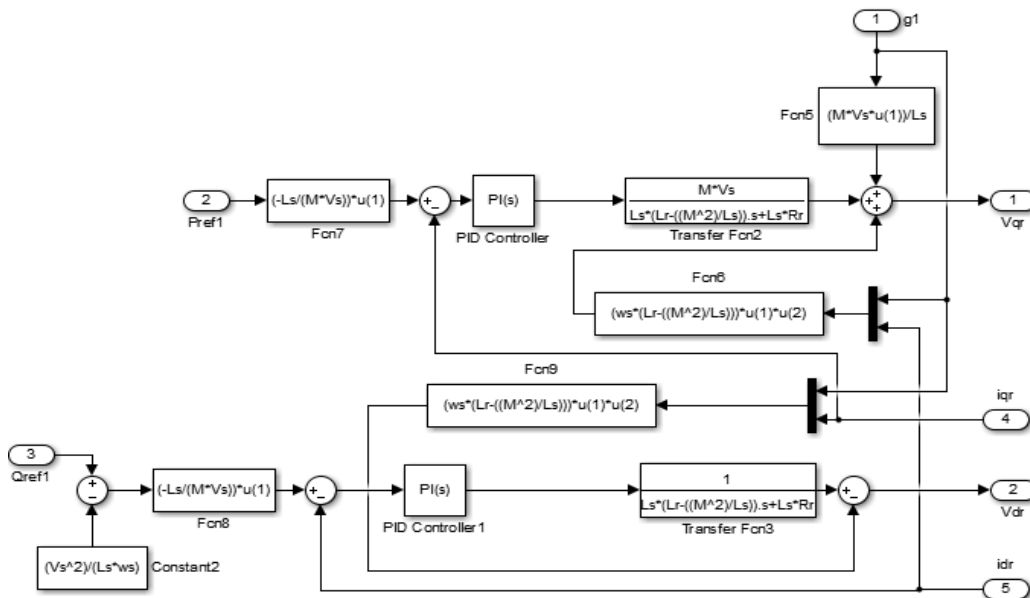 1
g1
Fcn5
(M*Vs*u(1))/Ls
2
Pref1
(-Ls/(M*Vs))*u(1)
Fcn7
+
−
PI(s)
PID Controller
M*Vs
Ls*(Lr-((M^2)/Ls)).s+Ls*Rr
Transfer Fcn2
+
+
+
1
Vqr
Fcn6
(ws*(Lr-((M^2)/Ls)))*u(1)*u(2)
Fcn9
(ws*(Lr-((M^2)/Ls)))*u(1)*u(2)
iqr
4
3
Qref1
+
−
(-Ls/(M*Vs))*u(1)
Fcn8
+
−
PI(s)
PID Controller1
1
Ls*(Lr-((M^2)/Ls)).s+Ls*Rr
Transfer Fcn3
+
−
2
Vdr
(Vs^2)/(Ls*ws)
Constant2
idr
5